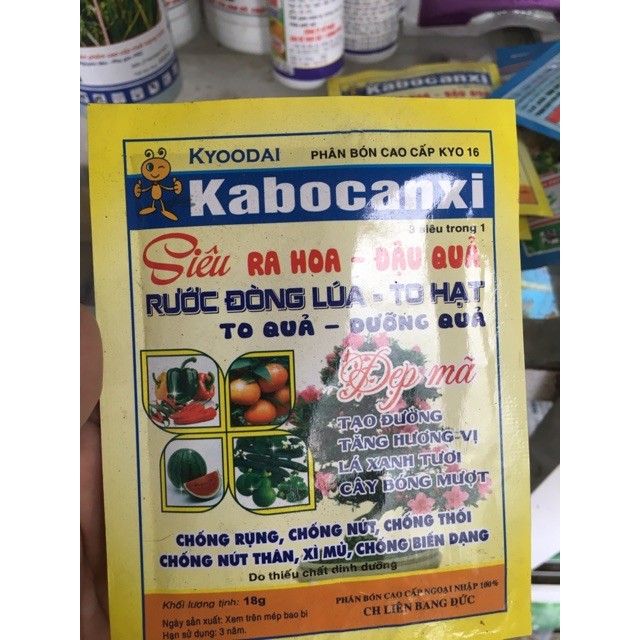 Kabocanxi
KYOODAI
PHÂN BÓN CAO CẤP KYO 16
Kabocanxi
3 siêu trong 1
Siêu RA HOA - ĐẬU QUẢ
RƯỚC ĐÒNG LÚA - TO HẠT
TO QUẢ - DƯỠNG QUẢ
Đẹp mã
TẠO ĐƯỜNG
TĂNG HƯƠNG VỊ
LÁ XANH TƯƠI
CÂY BÓNG MƯỢT
CHỐNG RỤNG, CHỐNG NỨT, CHỐNG THỐI
CHỐNG NỨT THÂN, XÌ MỦ, CHỐNG BIẾN DẠNG
Do thiếu chất dinh dưỡng
Khối lượng tịnh: 18g
Ngày sản xuất: Xem trên mép bao bì
Hạn sử dụng: 3 năm.
PHÂN BÓN CAO CẤP NGOẠI NHẬP 100%
CH LIÊN BANG ĐỨC